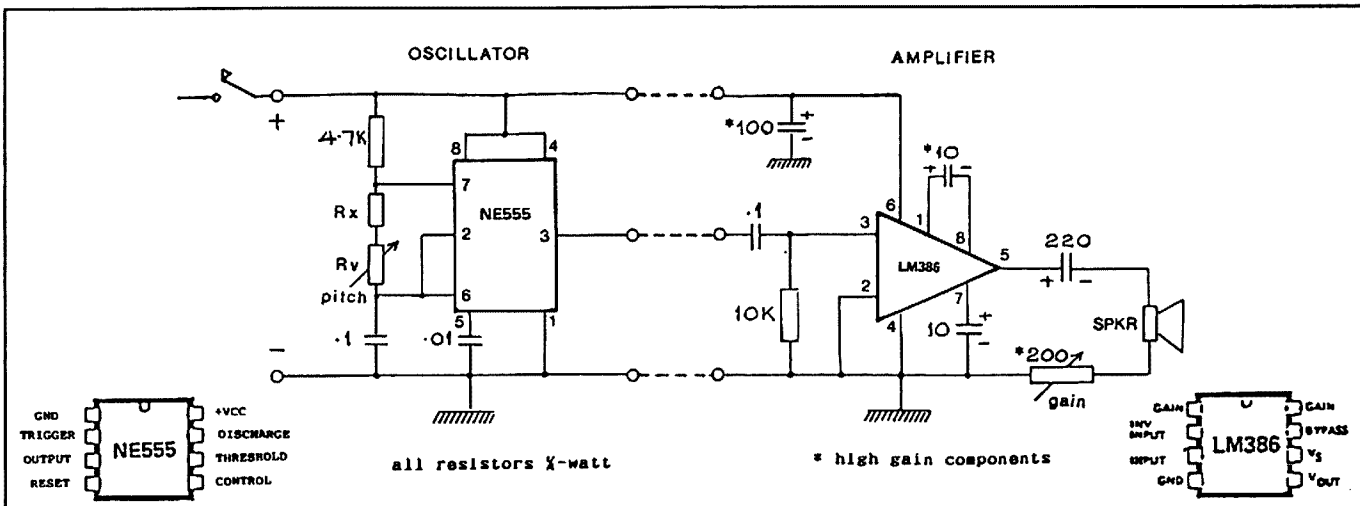 OSCILLATOR
AMPLIFIER
+
4.7K
8
4
7
Rx
NE555
2
3
Rv
pitch
6
5
1
.1
.01
-
*100
+
-
*10
+ -
6
1
.1
3
8
5
220
LM386
+ -
2
7
10K
4
10
+
-
SPKR
*200
gain
GND
TRIGGER
OUTPUT
RESET
NE555
+VCC
DISCHARGE
THRESHOLD
CONTROL
all resistors ¼-watt
* high gain components
GAIN
INV
INPUT
INPUT
GND
LM386
GAIN
BYPASS
VS
VOUT